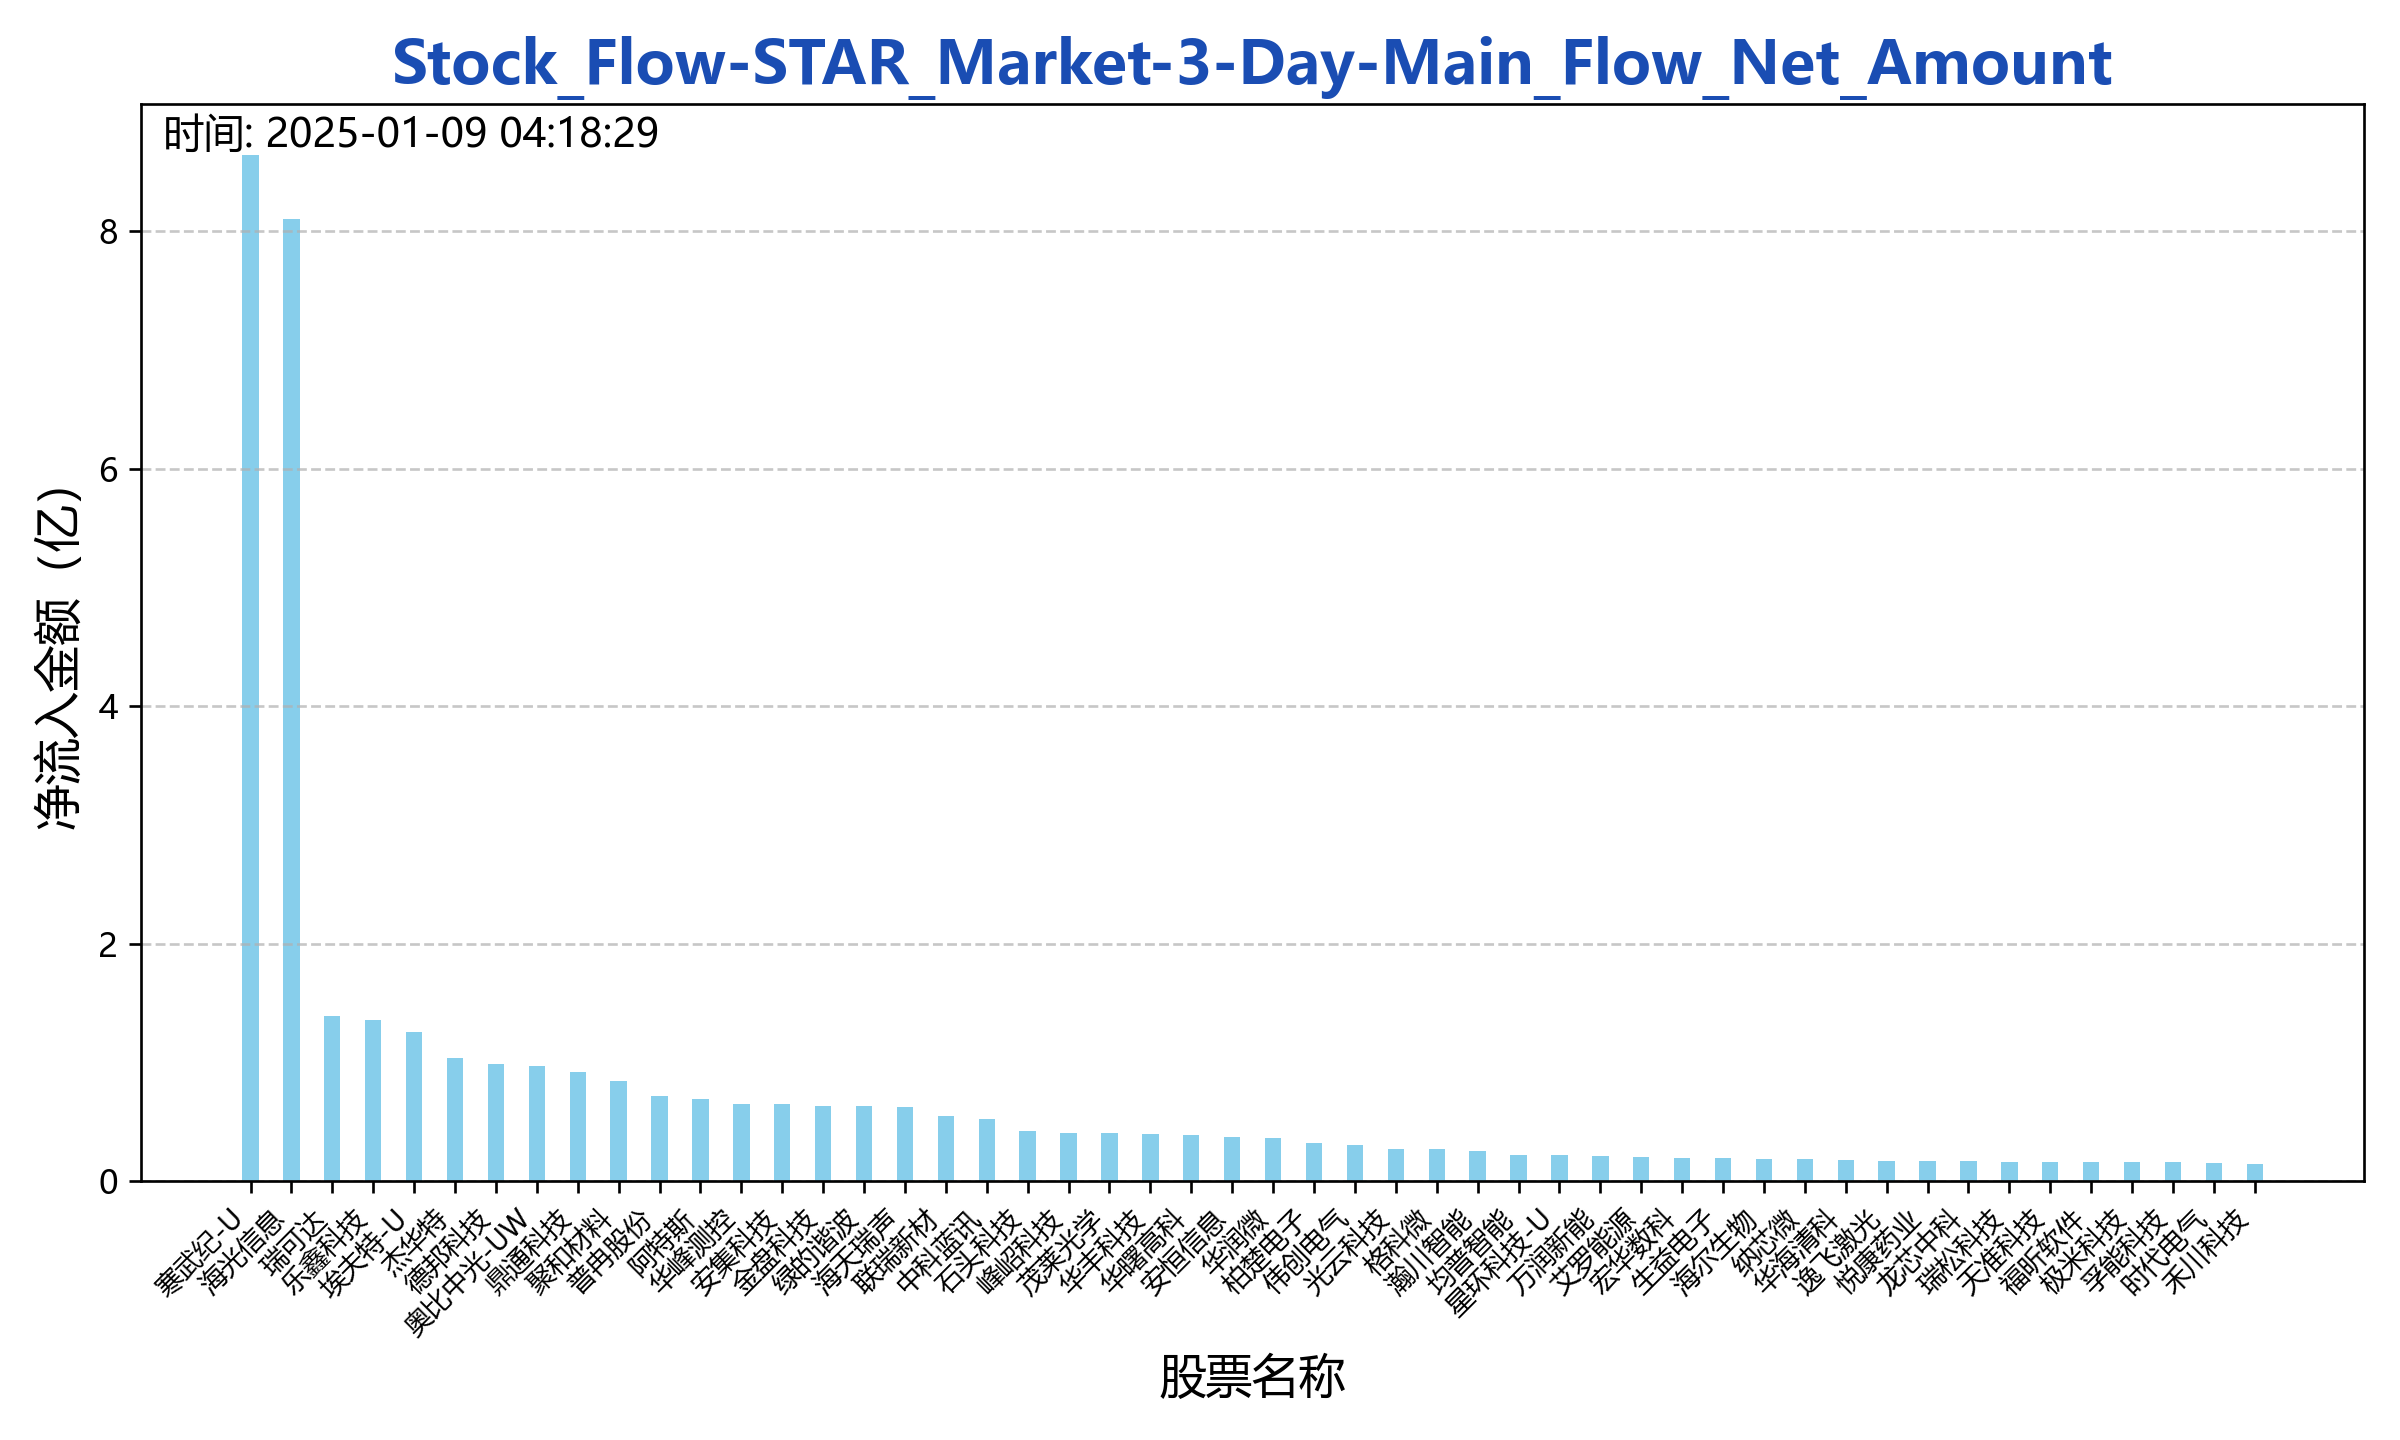 Stock_Flow-STAR_Market-3-Day-Main_Flow_Net_Amount
时间: 2025-01-09 04:18:29
净流入金额（亿）
8
6
4
2
0
寒武纪-U
海光信息
瑞可达
乐鑫科技
埃夫特-U
杰华特
德邦科技
奥比中光-UW
鼎通科技
聚和材料
普冉股份
阿特斯
华峰测控
安集科技
金盘科技
绿的谐波
海天瑞声
联瑞新材
中科蓝讯
石头科技
峰岹科技
茂莱光学
华丰科技
华曙高科
安恒信息
华润微
柏楚电子
伟创电气
光云科技
格科微
瀚川智能
均普智能
星环科技-U
万润新能
艾罗能源
宏华数科
生益电子
海尔生物
纳芯微
华海清科
逸飞激光
悦康药业
龙芯中科
瑞松科技
天准科技
福昕软件
极米科技
孚能科技
时代电气
禾川科技
股票名称